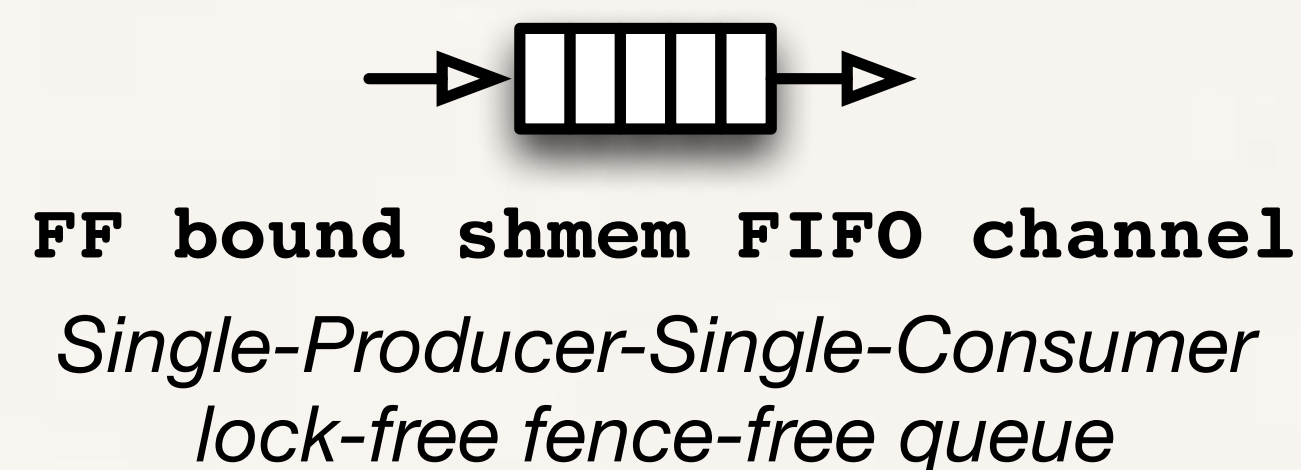 FF bound shmem FIFO channel
Single-Producer-Single-Consumer
lock-free fence-free queue